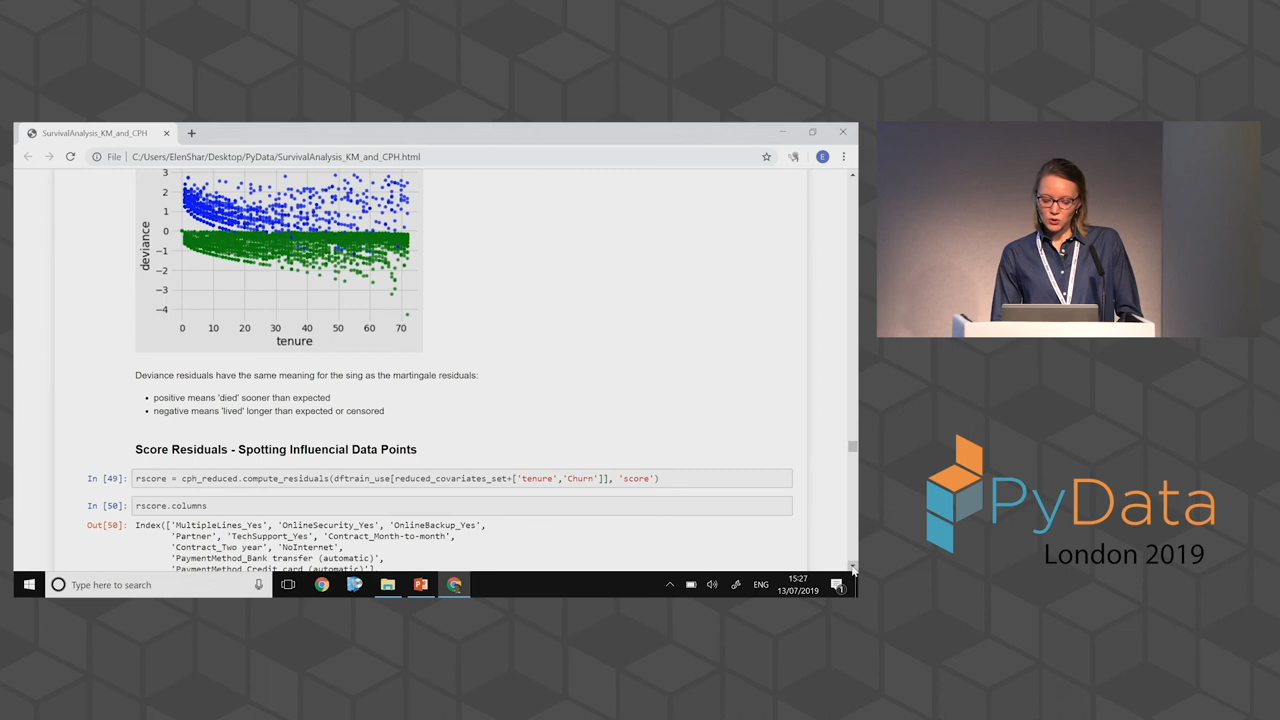 SurvivalAnalysis_KM_and_CPH
File
C:/Users/ElenShar/Desktop/PyData/SurvivalAnalysis_KM_and_CPH.html
E
3
2
1
0
−1
−2
−3
−4
deviance
0 10 20 30 40 50 60 70
tenure
Deviance residuals have the same meaning for the sing as the martingale residuals:
• positive means 'died' sooner than expected
• negative means 'lived' longer than expected or censored
Score Residuals - Spotting Influencial Data Points
In [49]: rscore = cph_reduced.compute_residuals(dftrain_use[reduced_covariates_set+['tenure','Churn']], 'score')
In [50]: rscore.columns
Out[50]: Index(['MultipleLines_Yes', 'OnlineSecurity_Yes', 'OnlineBackup_Yes',
'Partner', 'TechSupport_Yes', 'Contract_Month-to-month',
'Contract_Two year', 'NoInternet',
'PaymentMethod_Bank transfer (automatic)',
'PaymentMethod_Credit card (automatic)'],
Type here to search
ENG
15:27
13/07/2019
1
PyData
London 2019